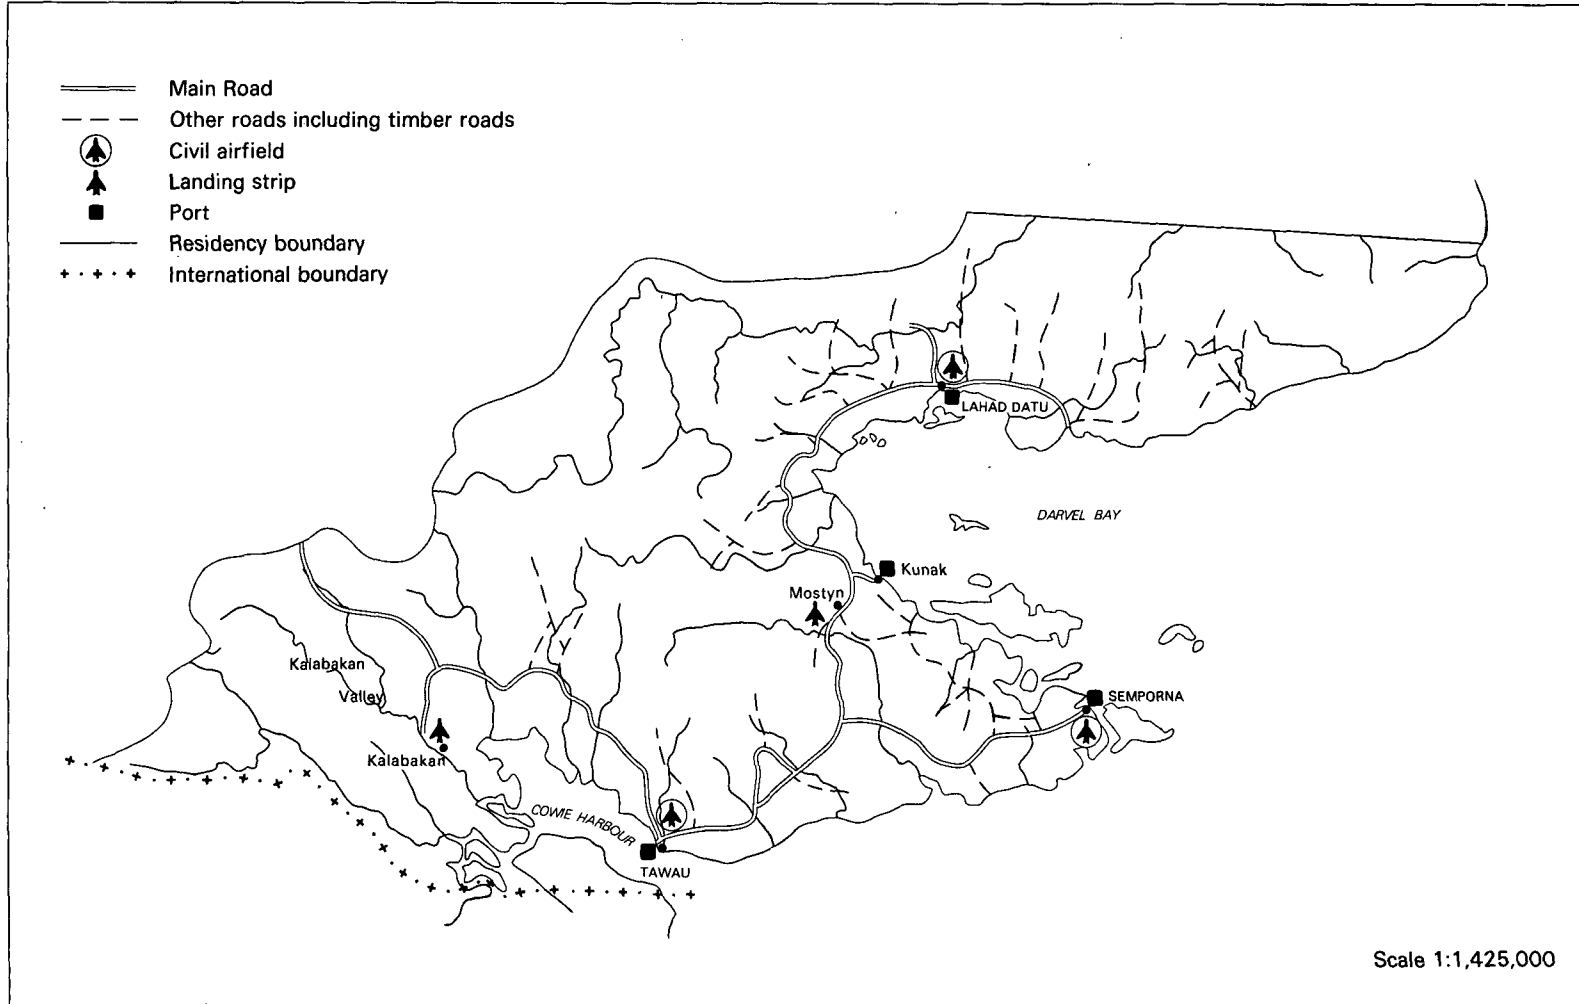 Main Road
Other roads including timber roads
Civil airfield
Landing strip
Port
Residency boundary
International boundary
LAHAD DATU
DARVEL BAY
Kunak
Mostyn
Kalabakan
Valley
SEMPORNA
Kalabakan
COWIE HARBOUR
TAWAU
Scale 1:1,425,000